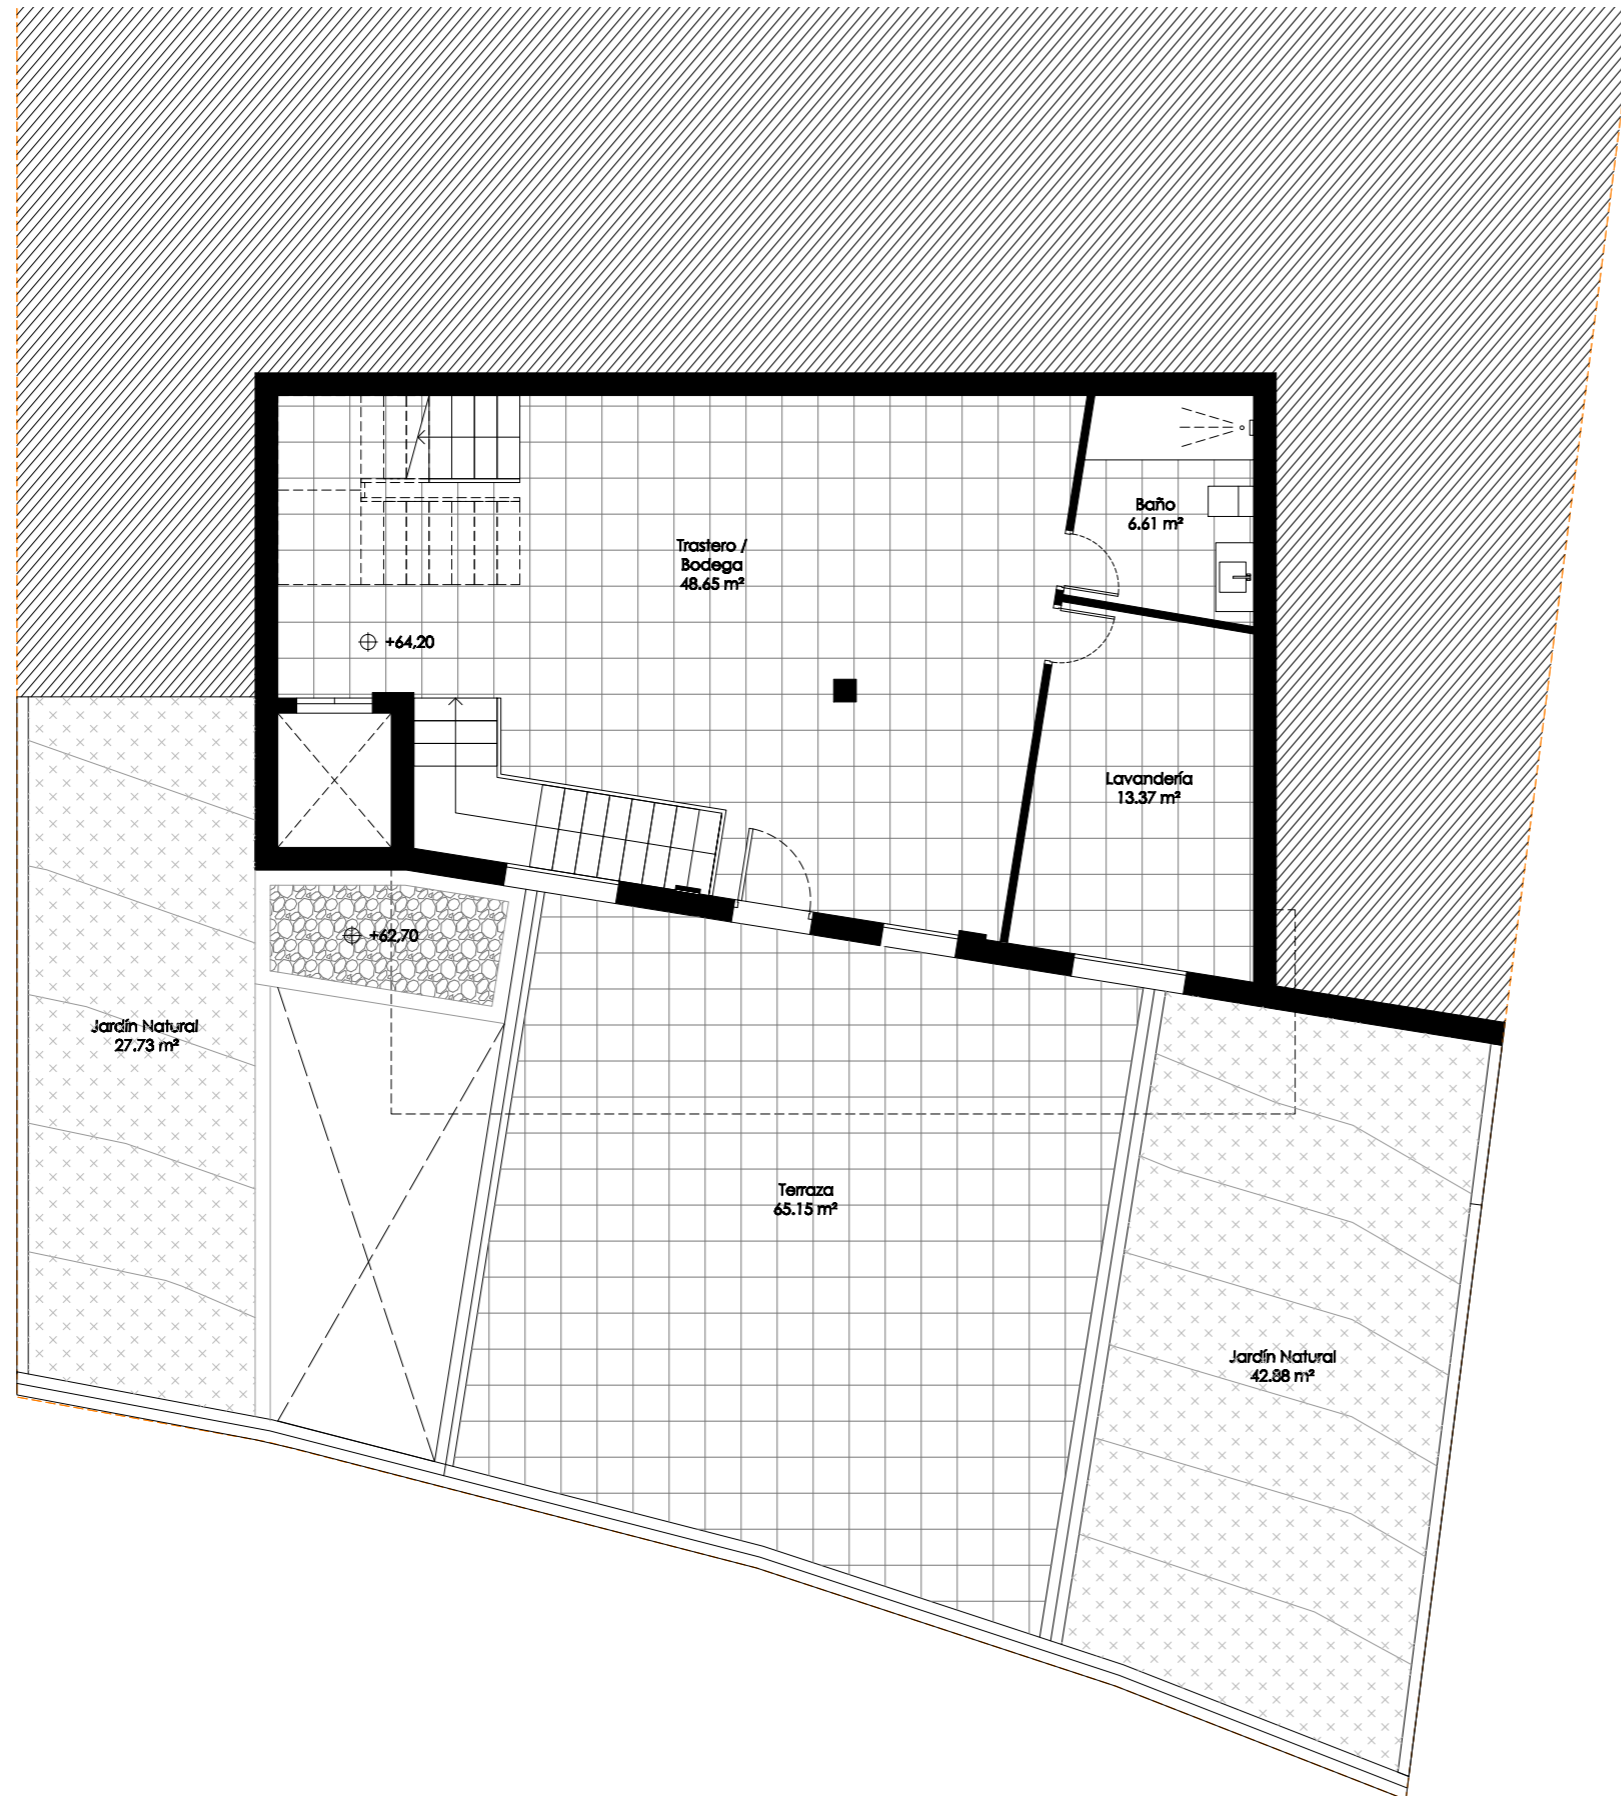 Baño
6.61 m²
Trastero /
Bodega
48.65 m²
+64,20
Lavandería
13.37 m²
+62,70
Jardín Natural
27.73 m²
Terraza
65.15 m²
Jardín Natural
42.88 m²